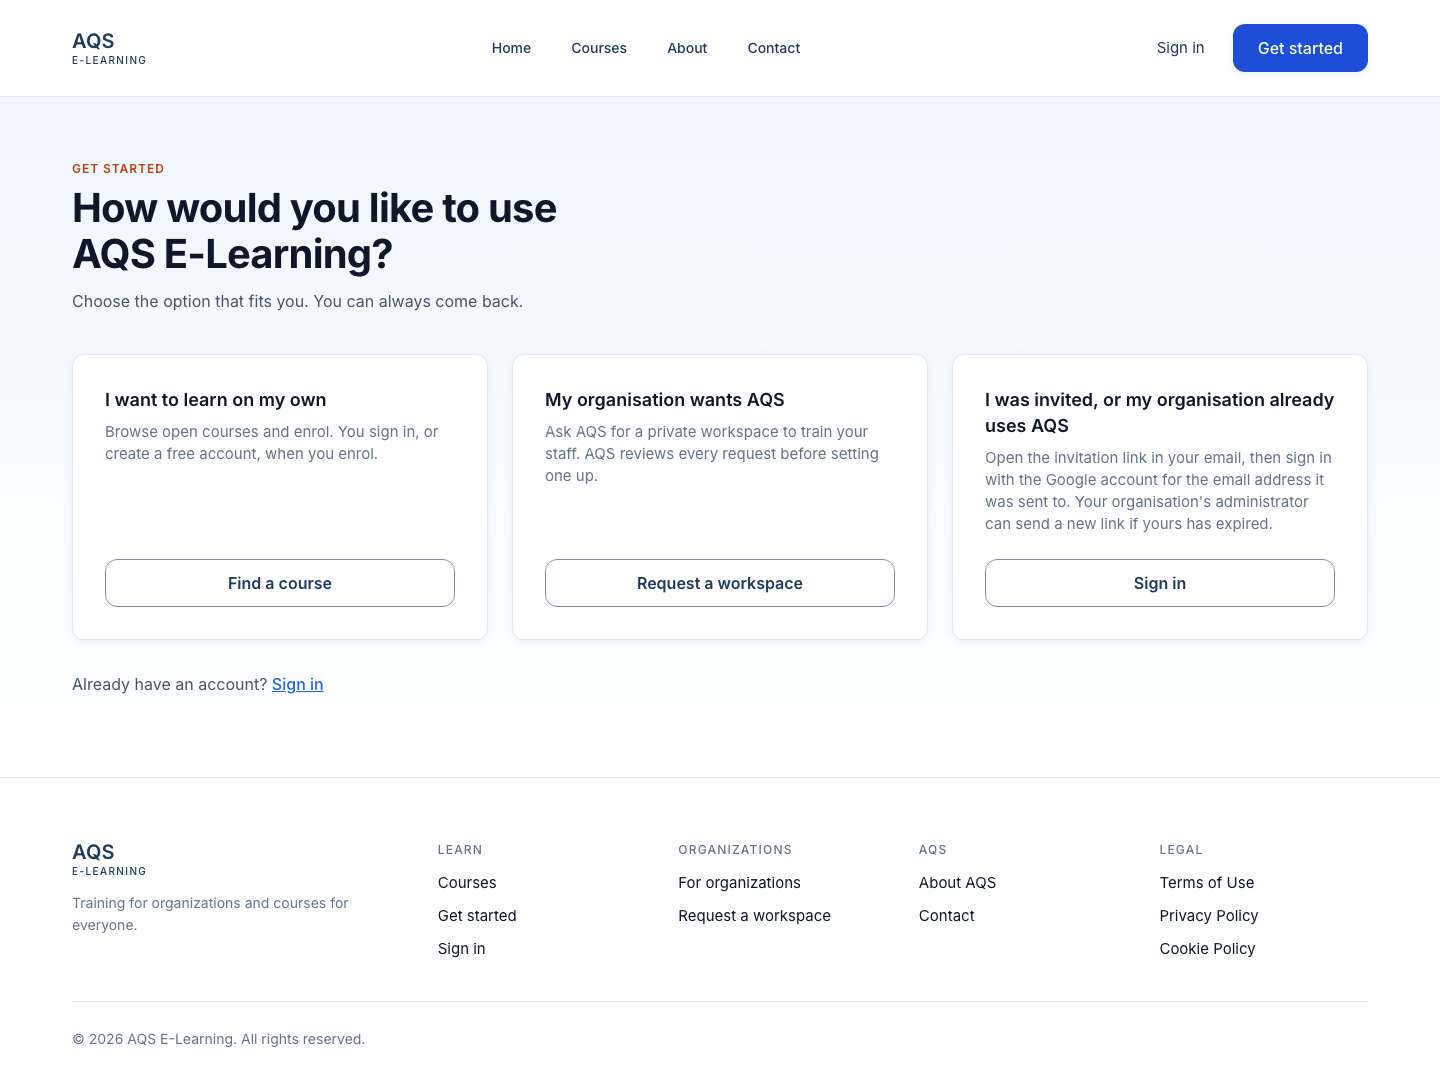 AQS
E-LEARNING
Home
Courses
About
Contact
Sign in
Get started
GET STARTED
How would you like to use
AQS E-Learning?
Choose the option that fits you. You can always come back.
I want to learn on my own
Browse open courses and enrol. You sign in, or
create a free account, when you enrol.
Find a course
My organisation wants AQS
Ask AQS for a private workspace to train your
staff. AQS reviews every request before setting
one up.
Request a workspace
I was invited, or my organisation already
uses AQS
Open the invitation link in your email, then sign in
with the Google account for the email address it
was sent to. Your organisation's administrator
can send a new link if yours has expired.
Sign in
Already have an account? Sign in
AQS
E-LEARNING
Training for organizations and courses for
everyone.
LEARN
Courses
Get started
Sign in
ORGANIZATIONS
For organizations
Request a workspace
AQS
About AQS
Contact
LEGAL
Terms of Use
Privacy Policy
Cookie Policy
© 2026 AQS E-Learning. All rights reserved.